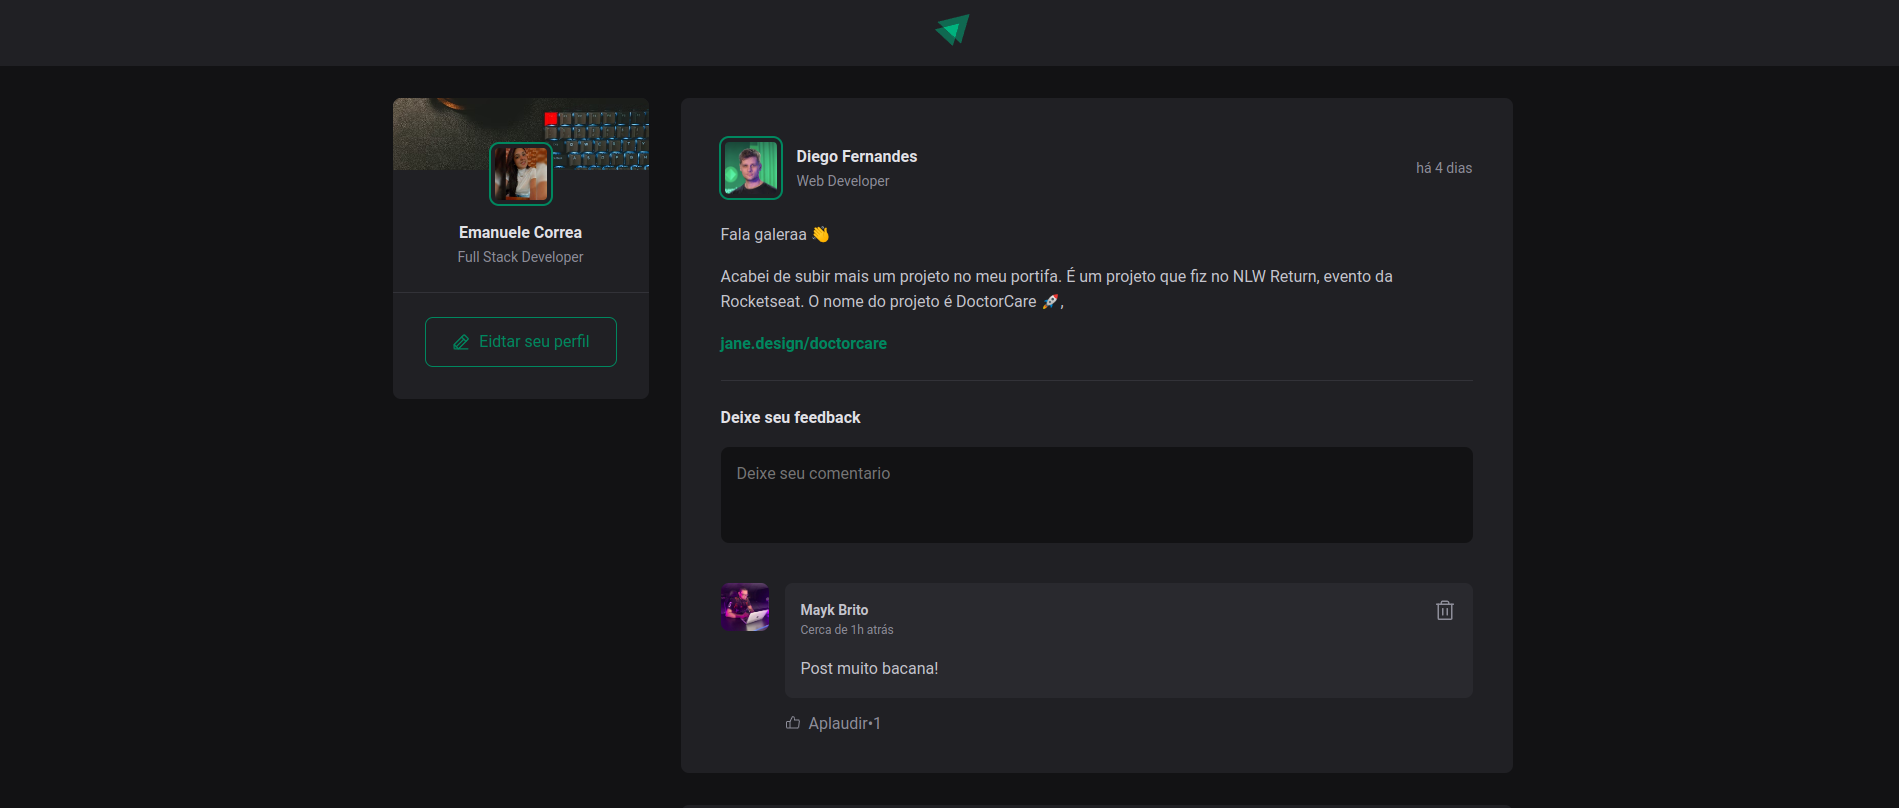 Emanuele Correa
Full Stack Developer
Eidtar seu perfil
Diego Fernandes
Web Developer
há 4 dias
Fala galeraa 👋
Acabei de subir mais um projeto no meu portifa. É um projeto que fiz no NLW Return, evento da
Rocketseat. O nome do projeto é DoctorCare 🚀,
jane.design/doctorcare
Deixe seu feedback
Deixe seu comentario
Mayk Brito
Cerca de 1h atrás
Post muito bacana!
Aplaudir•1